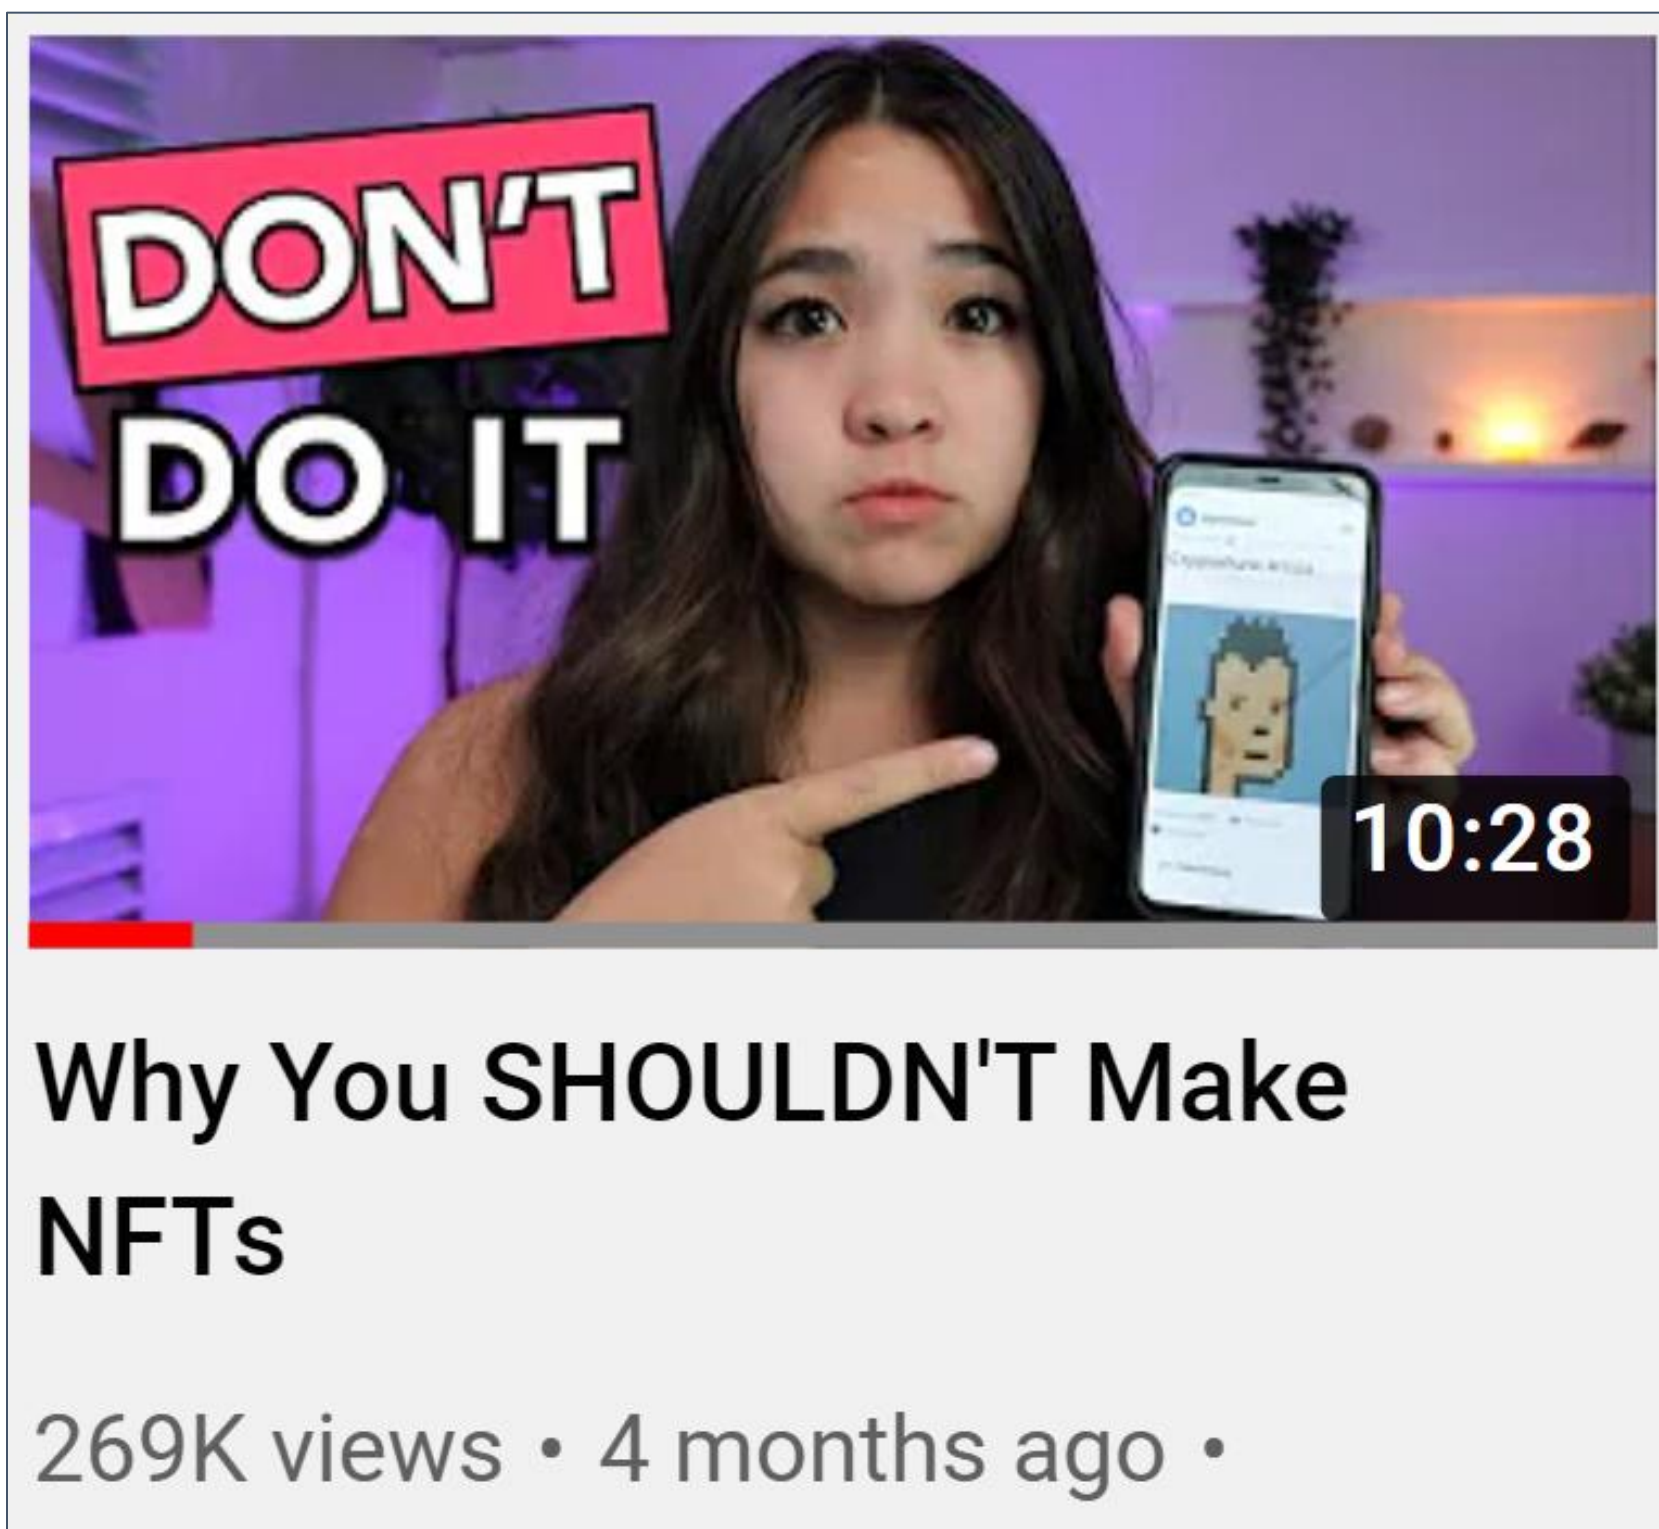 DON'T
DO IT
10:28
Why You SHOULDN'T Make
NFTs
269K views • 4 months ago •